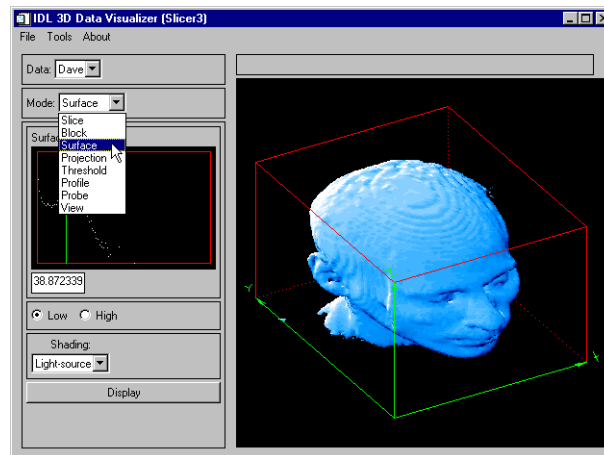 IDL 3D Data Visualizer (Slicer3)
File Tools About
Data: Dave
Mode: Surface
Slice
Block
Surface
Projection
Threshold
Profile
Probe
View
38.872339
Low High
Shading:
Light-source
Display
Y
X